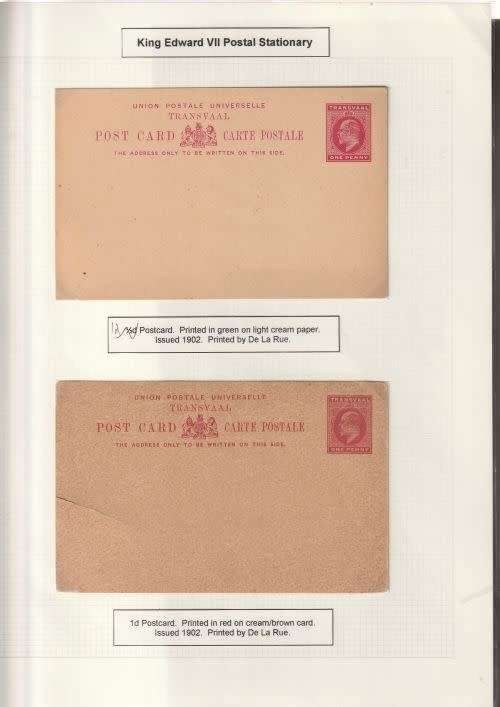 King Edward VII Postal Stationary
UNION POSTALE UNIVERSELLE
TRANSVAAL
POST CARD CARTE POSTALE
THE ADDRESS ONLY TO BE WRITTEN ON THIS SIDE.
TRANSVAAL
ONE PENNY
1d ½d Postcard. Printed in green on light cream paper.
Issued 1902. Printed by De La Rue.
UNION POSTALE UNIVERSELLE
TRANSVAAL
POST CARD CARTE POSTALE
THE ADDRESS ONLY TO BE WRITTEN ON THIS SIDE.
TRANSVAAL
ONE PENNY
1d Postcard. Printed in red on cream/brown card.
Issued 1902. Printed by De La Rue.